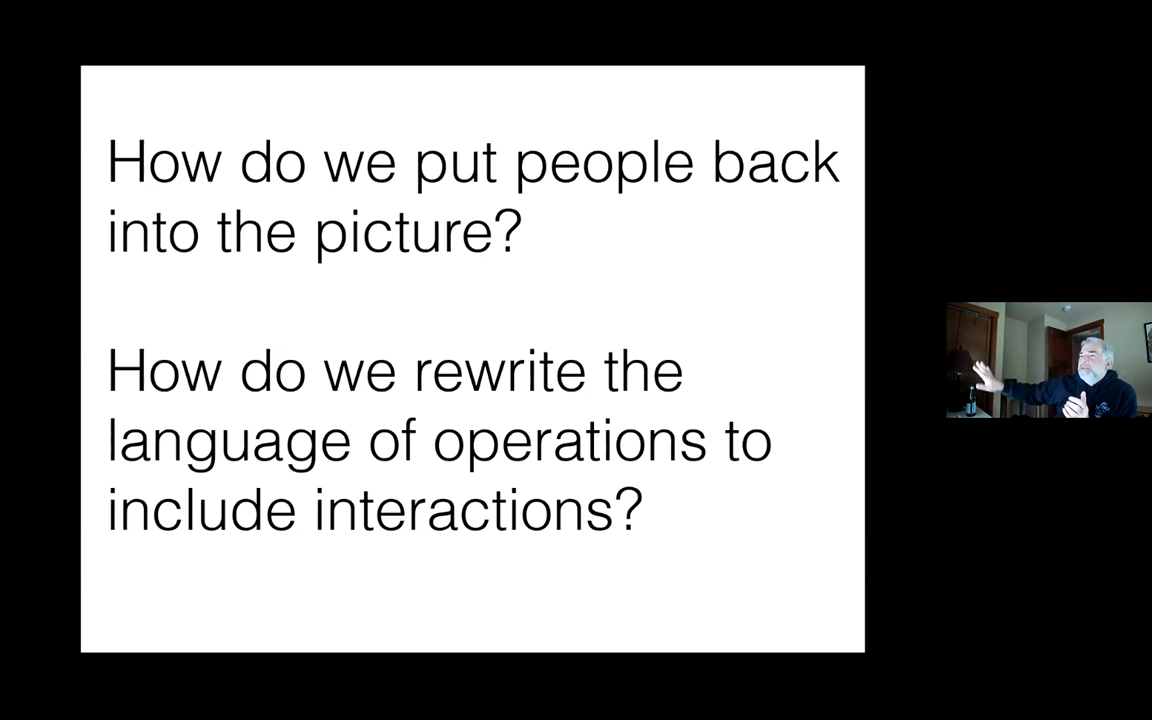 How do we put people back
into the picture?
How do we rewrite the
language of operations to
include interactions?